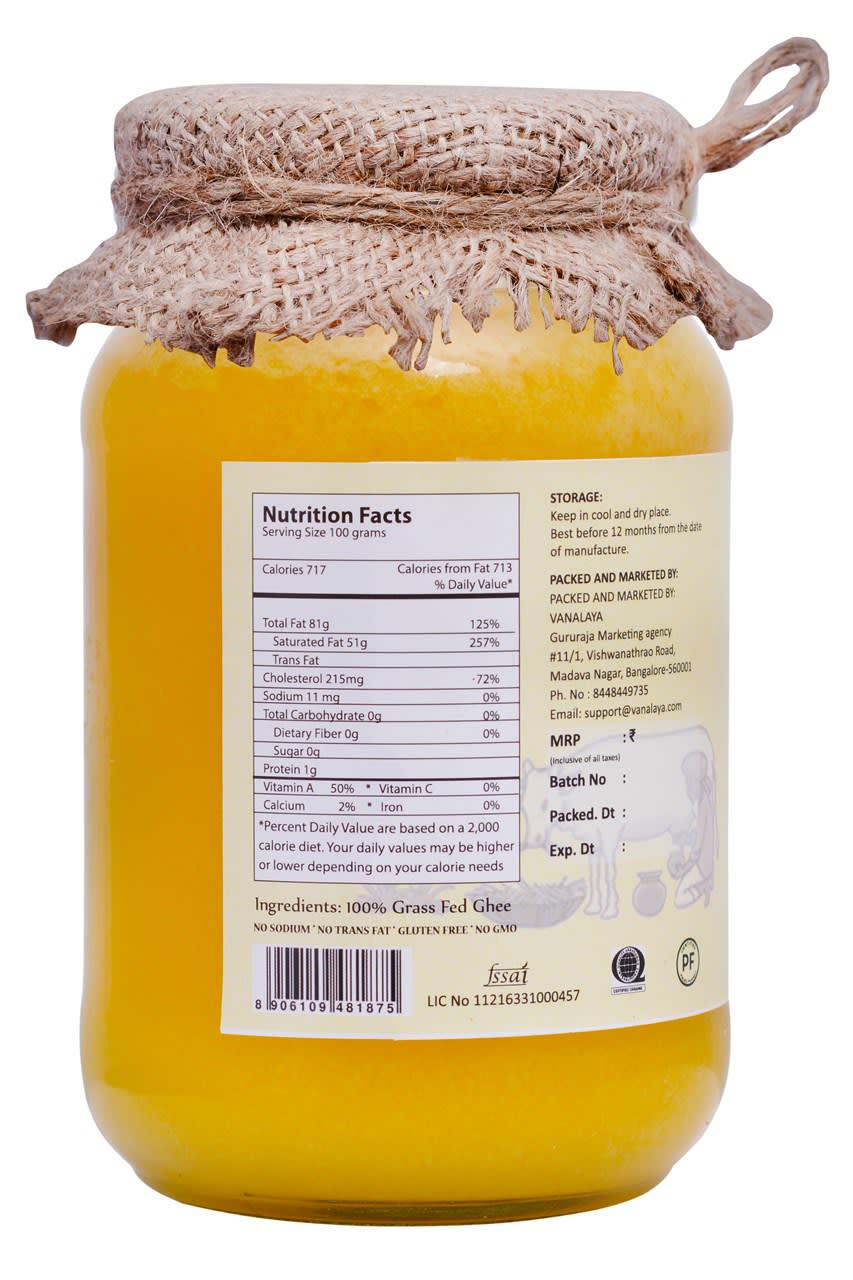 Nutrition Facts
Serving Size 100 grams
Calories 717 Calories from Fat 713
% Daily Value*
Total Fat 81g 125%
Saturated Fat 51g 257%
Trans Fat
Cholesterol 215mg 72%
Sodium 11 mg 0%
Total Carbohydrate 0g 0%
Dietary Fiber 0g 0%
Sugar 0g
Protein 1g
Vitamin A 50% * Vitamin C 0%
Calcium 2% * Iron 0%
*Percent Daily Value are based on a 2,000
calorie diet. Your daily values may be higher
or lower depending on your calorie needs
Ingredients: 100% Grass Fed Ghee
NO SODIUM * NO TRANS FAT * GLUTEN FREE * NO GMO
8 906109 481875
STORAGE:
Keep in cool and dry place.
Best before 12 months from the date
of manufacture.
PACKED AND MARKETED BY:
PACKED AND MARKETED BY:
VANALAYA
Gururaja Marketing agency
#11/1, Vishwanathrao Road,
Madava Nagar, Bangalore-560001
Ph. No : 8448449735
Email: support@vanalaya.com
MRP : ₹
(Inclusive of all taxes)
Batch No :
Packed. Dt :
Exp. Dt :
fssai
LIC No 11216331000457
CERTIFIED ORGANIC
PF